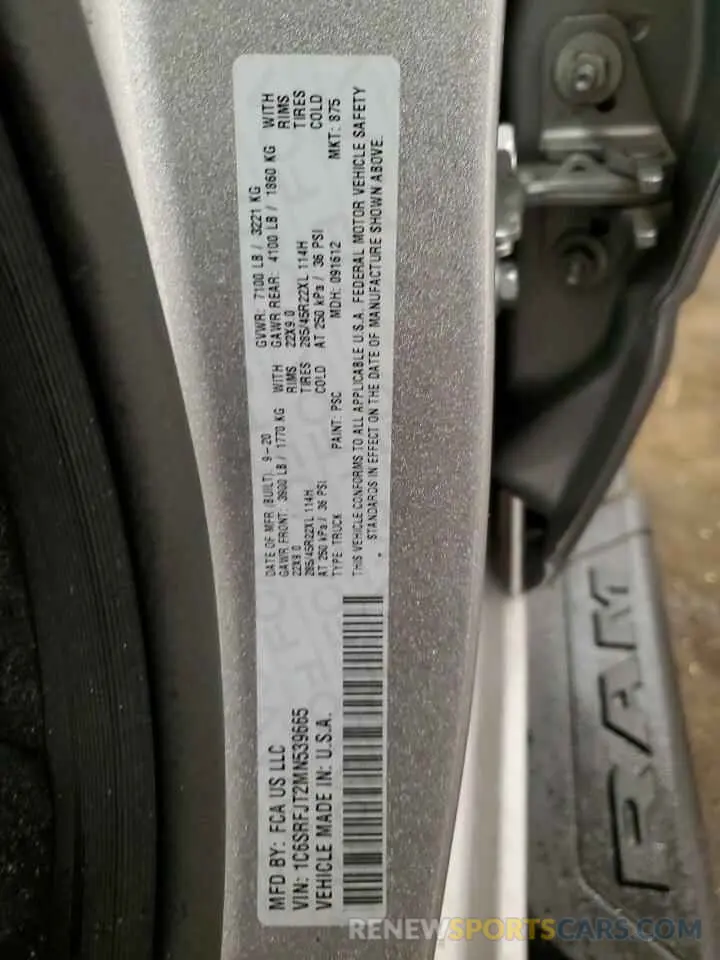 MFD BY: FCA US LLC
VIN: 1C6SRFJT2MN539665
VEHICLE MADE IN: U.S.A.
DATE OF MFR (BUILT) 9-20
GVWR: 7100 LB / 3221 KG
GAWR FRONT: 3900 LB / 1770 KG WITH
GAWR REAR: 4100 LB / 1860 KG WITH
22X9.0 RIMS
22X9.0 RIMS
285/45R22XL 114H TIRES
285/45R22XL 114H TIRES
AT 250 kPa / 36 PSI COLD
AT 250 kPa / 36 PSI COLD
TYPE: TRUCK PAINT: PSC MDH: 091612 MKT: 875
THIS VEHICLE CONFORMS TO ALL APPLICABLE U.S.A. FEDERAL MOTOR VEHICLE SAFETY
STANDARDS IN EFFECT ON THE DATE OF MANUFACTURE SHOWN ABOVE.
RAM
RENEWSPORTSCARS.COM